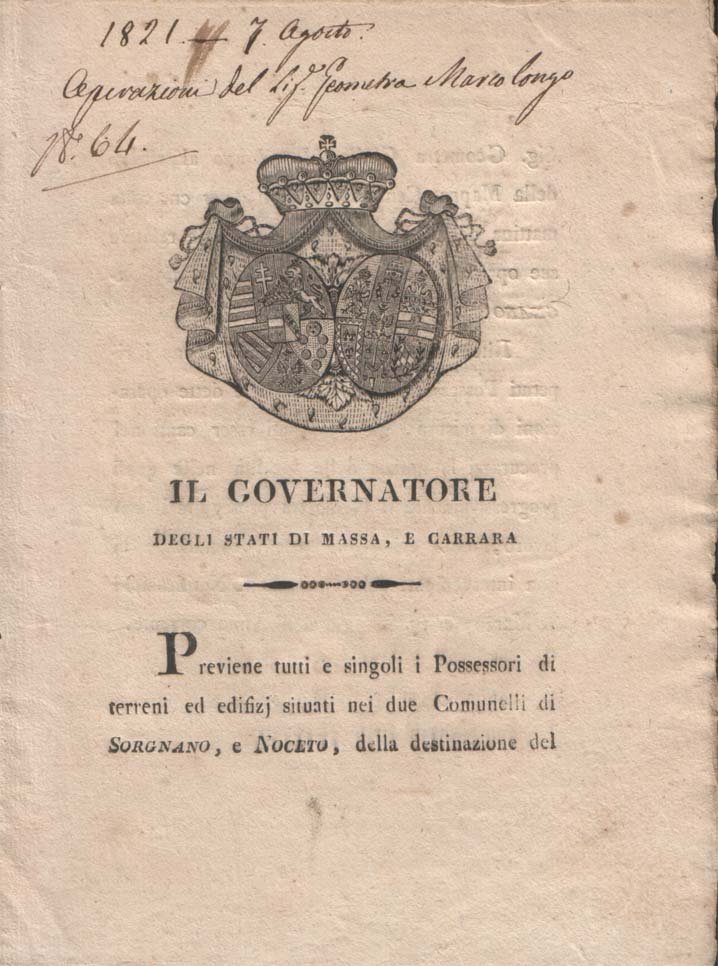 1821 — 7. Agosto.
Operazioni del Sig.r Geometra Marco longo
N.º 64.
IL GOVERNATORE
DEGLI STATI DI MASSA, E CARRARA
Previene tutti e singoli i Possessori di
terreni ed edifizj situati nei due Comunelli di
SORGNANO, e NOCETO, della destinazione del